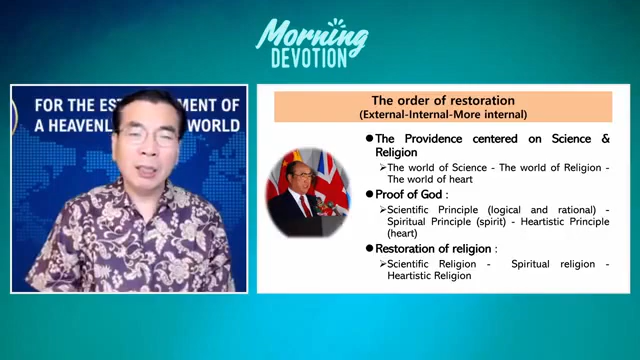 Morning
DEVOTION
FOR THE EST MENT OF
A HEAVENL WORLD
The order of restoration
(External-Internal-More internal)
●The Providence centered on Science &
Religion
➢The world of Science - The world of Religion -
The world of heart
●Proof of God :
➢Scientific Principle (logical and rational) -
Spiritual Principle (spirit) - Heartistic Principle
(heart)
●Restoration of religion :
➢Scientific Religion - Spiritual religion -
Heartistic Religion